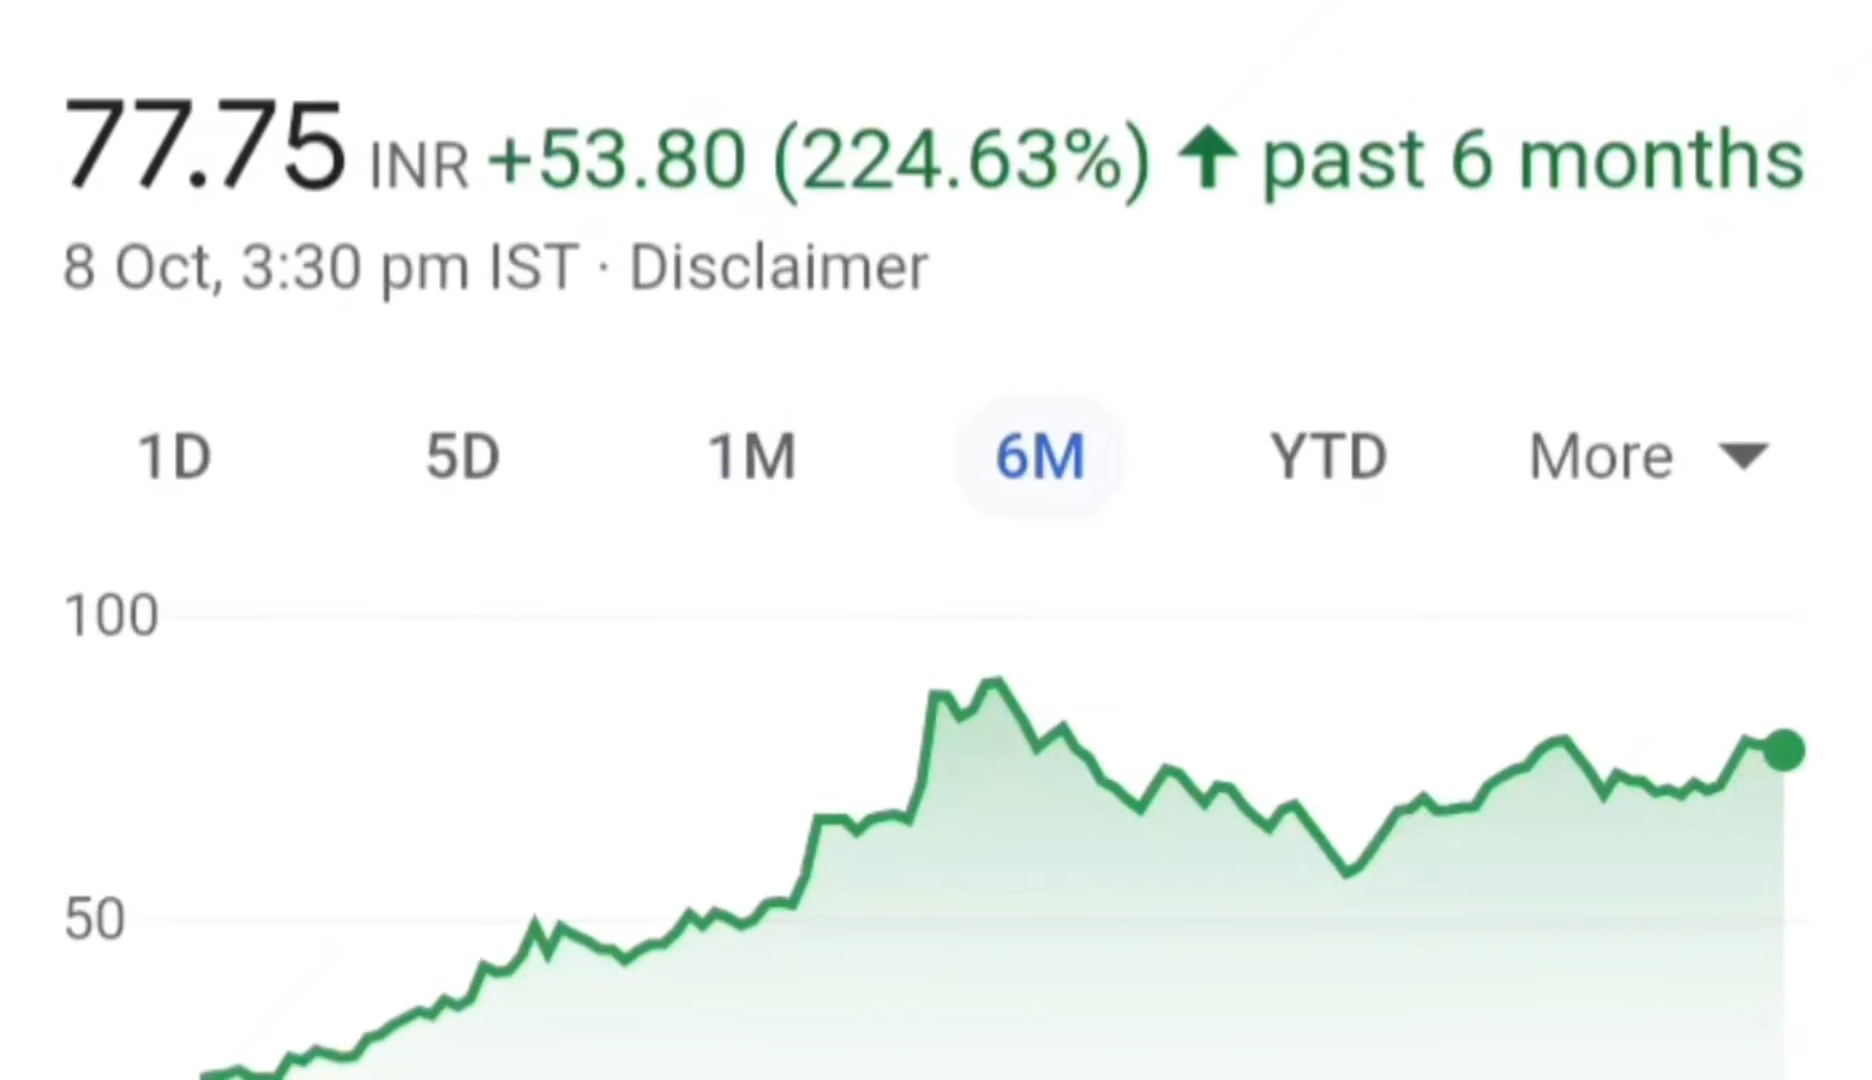 77.75 INR +53.80 (224.63%) ↑ past 6 months
8 Oct, 3:30 pm IST · Disclaimer
1D 5D 1M 6M YTD More
100
50